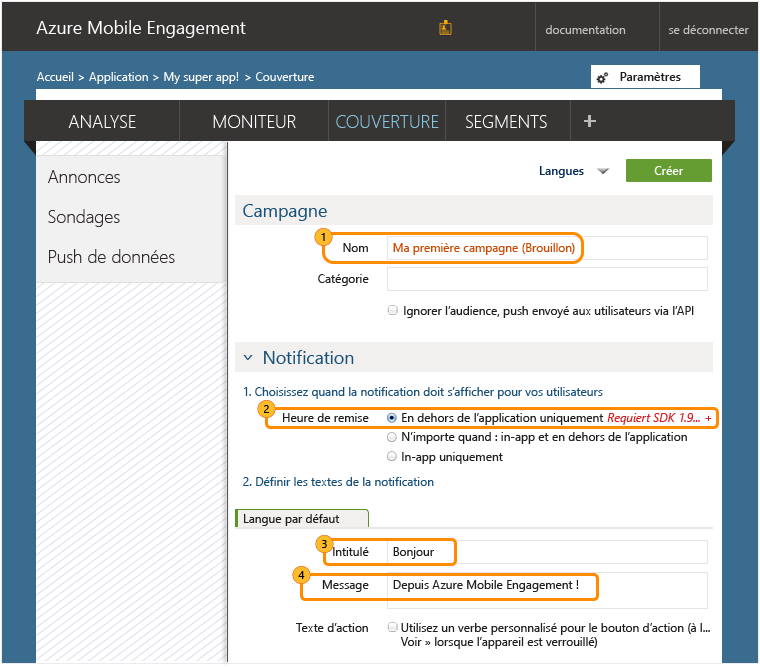 Azure Mobile Engagement
documentation
se déconnecter
Accueil > Application > My super app! > Couverture
Paramètres
ANALYSE
MONITEUR
COUVERTURE
SEGMENTS
+
Annonces
Sondages
Push de données
Langues
Créer
Campagne
1
Nom
Ma première campagne (Brouillon)
Catégorie
Ignorer l'audience, push envoyé aux utilisateurs via l'API
Notification
1. Choisissez quand la notification doit s'afficher pour vos utilisateurs
2
Heure de remise
En dehors de l'application uniquement Requiert SDK 1.9... +
N'importe quand : in-app et en dehors de l'application
In-app uniquement
2. Définir les textes de la notification
Langue par défaut
3
Intitulé
Bonjour
4
Message
Depuis Azure Mobile Engagement !
Texte d'action
Utilisez un verbe personnalisé pour le bouton d'action (à l...
Voir » lorsque l'appareil est verrouillé)